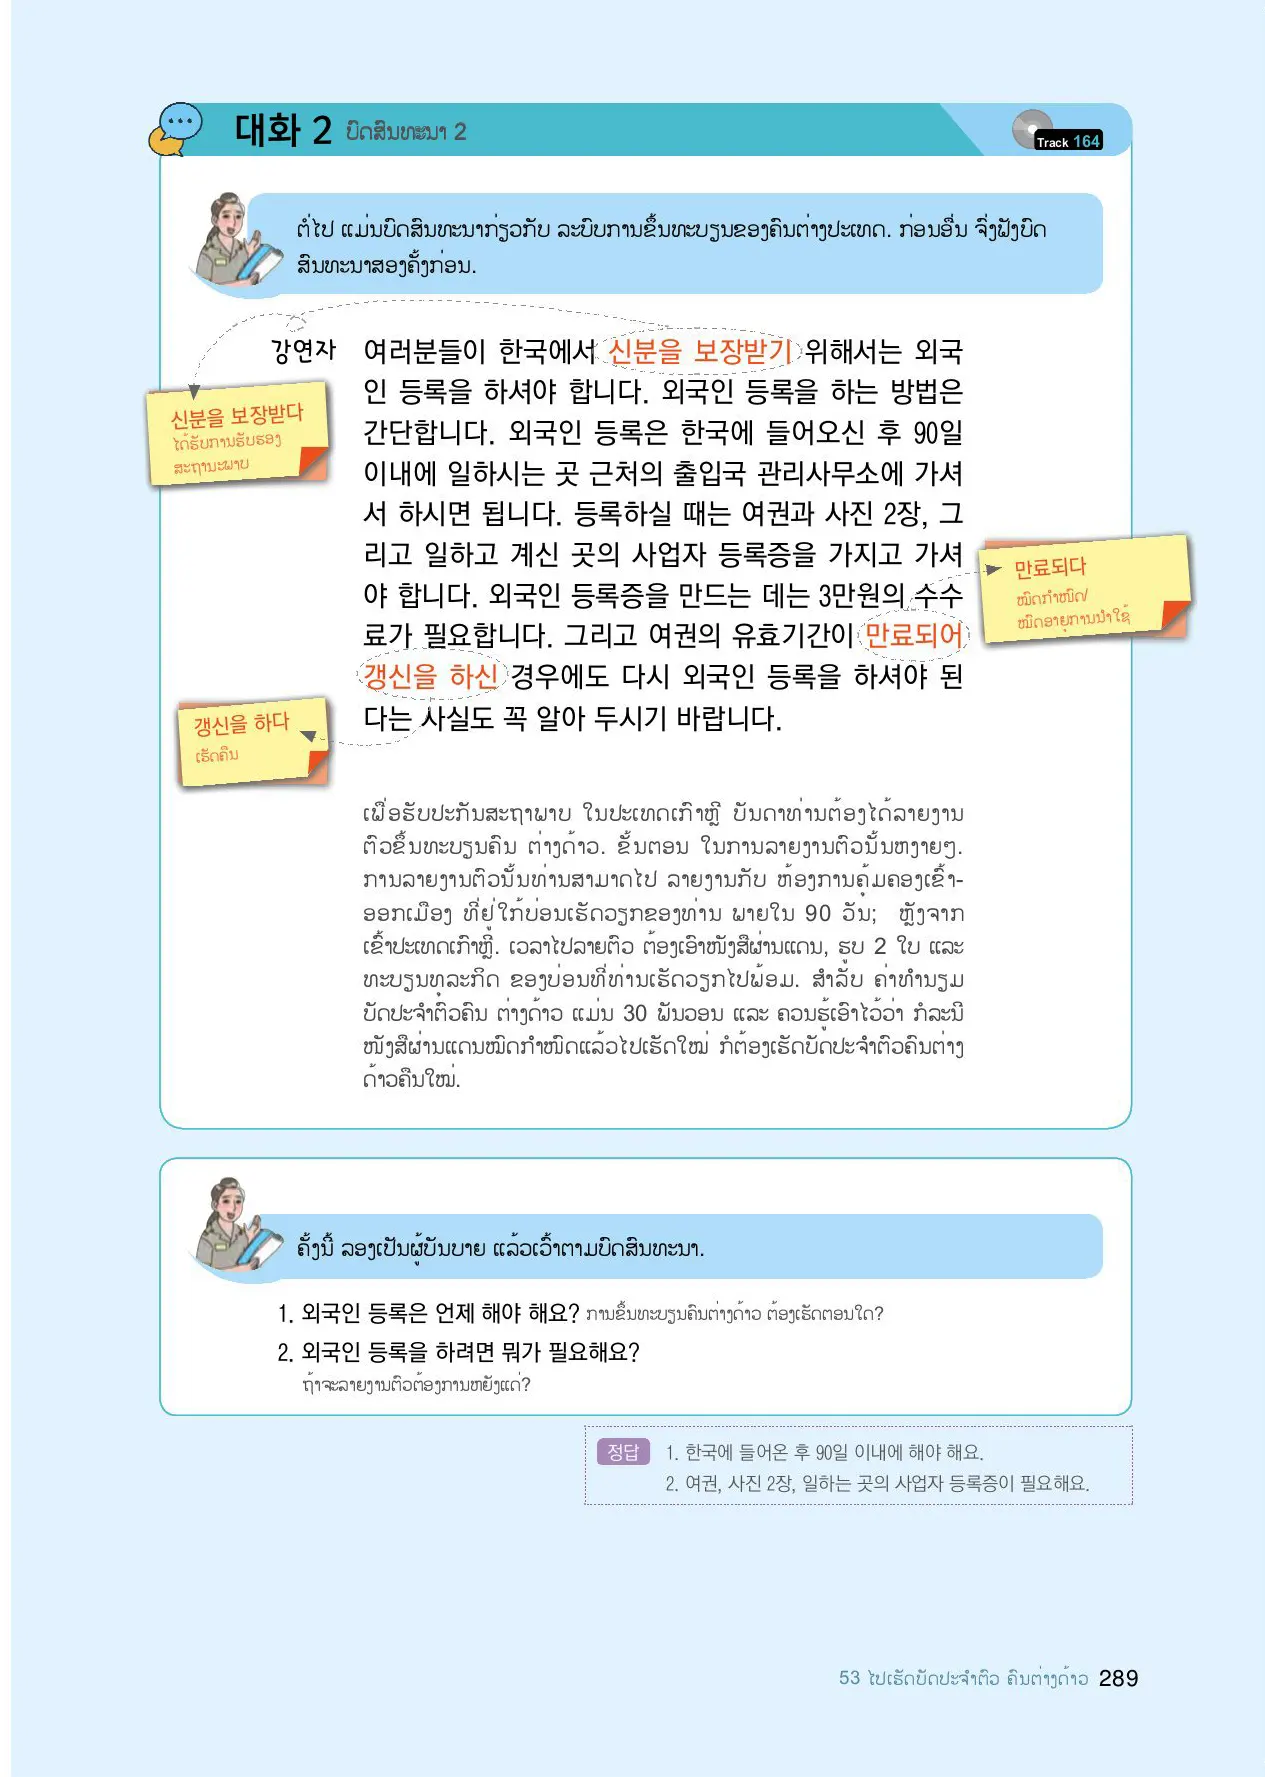 대화 2 ບົດສົນທະນາ 2
Track 164
ຕໍ່ໄປ ແມ່ນບົດສົນທະນາກ່ຽວກັບ ລະບົບການຂຶ້ນທະບຽນຂອງຄົນຕ່າງປະເທດ. ກ່ອນອື່ນ ຈົ່ງຟັງບົດ
ສົນທະນາສອງຄັ້ງກ່ອນ.
강연자 여러분들이 한국에서 신분을 보장받기 위해서는 외국
인 등록을 하셔야 합니다. 외국인 등록을 하는 방법은
간단합니다. 외국인 등록은 한국에 들어오신 후 90일
이내에 일하시는 곳 근처의 출입국 관리사무소에 가셔
서 하시면 됩니다. 등록하실 때는 여권과 사진 2장, 그
리고 일하고 계신 곳의 사업자 등록증을 가지고 가셔
야 합니다. 외국인 등록증을 만드는 데는 3만원의 수수
료가 필요합니다. 그리고 여권의 유효기간이 만료되어
갱신을 하신 경우에도 다시 외국인 등록을 하셔야 된
다는 사실도 꼭 알아 두시기 바랍니다.
신분을 보장받다
ໄດ້ຮັບການຮັບຮອງ
ສະຖານະພາບ
만료되다
ໝົດກຳໜົດ/
ໝົດອາຍຸການນຳໃຊ້
갱신을 하다
ເຮັດຄືນ
ເພື່ອຮັບປະກັນສະຖາພາບ ໃນປະເທດເກົາຫຼີ ບັນດາທ່ານຕ້ອງໄດ້ລາຍງານ
ຕົວຂຶ້ນທະບຽນຄົນ ຕ່າງດ້າວ. ຂັ້ນຕອນ ໃນການລາຍງານຕົວນັ້ນຫງາຍໆ.
ການລາຍງານຕົວນັ້ນທ່ານສາມາດໄປ ລາຍງານກັບ ຫ້ອງການຄຸ້ມຄອງເຂົ້າ-
ອອກເມືອງ ທີ່ຢູ່ໃກ້ບ່ອນເຮັດວຽກຂອງທ່ານ ພາຍໃນ 90 ວັນ; ຫຼັງຈາກ
ເຂົ້າປະເທດເກົາຫຼີ. ເວລາໄປລາຍຕົວ ຕ້ອງເອົາໜັງສືຜ່ານແດນ, ຮູບ 2 ໃບ ແລະ
ທະບຽນທຸລະກິດ ຂອງບ່ອນທີ່ທ່ານເຮັດວຽກໄປພ້ອມ. ສຳລັບ ຄ່າທຳນຽມ
ບັດປະຈຳຕົວຄົນ ຕ່າງດ້າວ ແມ່ນ 30 ພັນວອນ ແລະ ຄວນຮູ້ເອົາໄວ້ວ່າ ກໍລະນີ
ໜັງສືຜ່ານແດນໝົດກຳໜົດແລ້ວໄປເຮັດໃໝ່ ກໍຕ້ອງເຮັດບັດປະຈຳຕົວຄົນຕ່າງ
ດ້າວຄືນໃໝ່.
ຄັ້ງນີ້ ລອງເປັນຜູ້ບັນບາຍ ແລ້ວເວົ້າຕາມບົດສົນທະນາ.
1. 외국인 등록은 언제 해야 해요? ການຂຶ້ນທະບຽນຄົນຕ່າງດ້າວ ຕ້ອງເຮັດຕອນໃດ?
2. 외국인 등록을 하려면 뭐가 필요해요?
ຖ້າຈະລາຍງານຕົວຕ້ອງການຫຍັງແດ່?
정답 1. 한국에 들어온 후 90일 이내에 해야 해요.
2. 여권, 사진 2장, 일하는 곳의 사업자 등록증이 필요해요.
53 ໄປເຮັດບັດປະຈຳຕົວ ຄົນຕ່າງດ້າວ 289